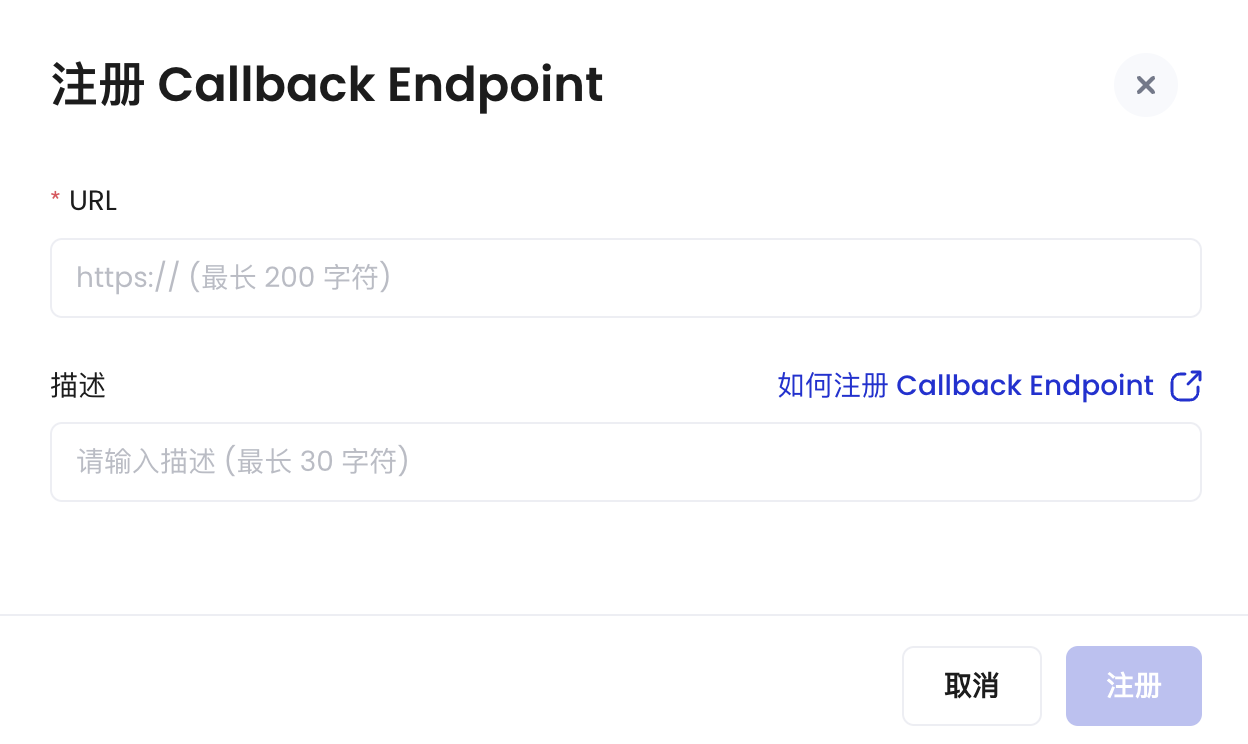 注册 Callback Endpoint
* URL
https:// (最长 200 字符)
描述
如何注册 Callback Endpoint
请输入描述 (最长 30 字符)
取消
注册